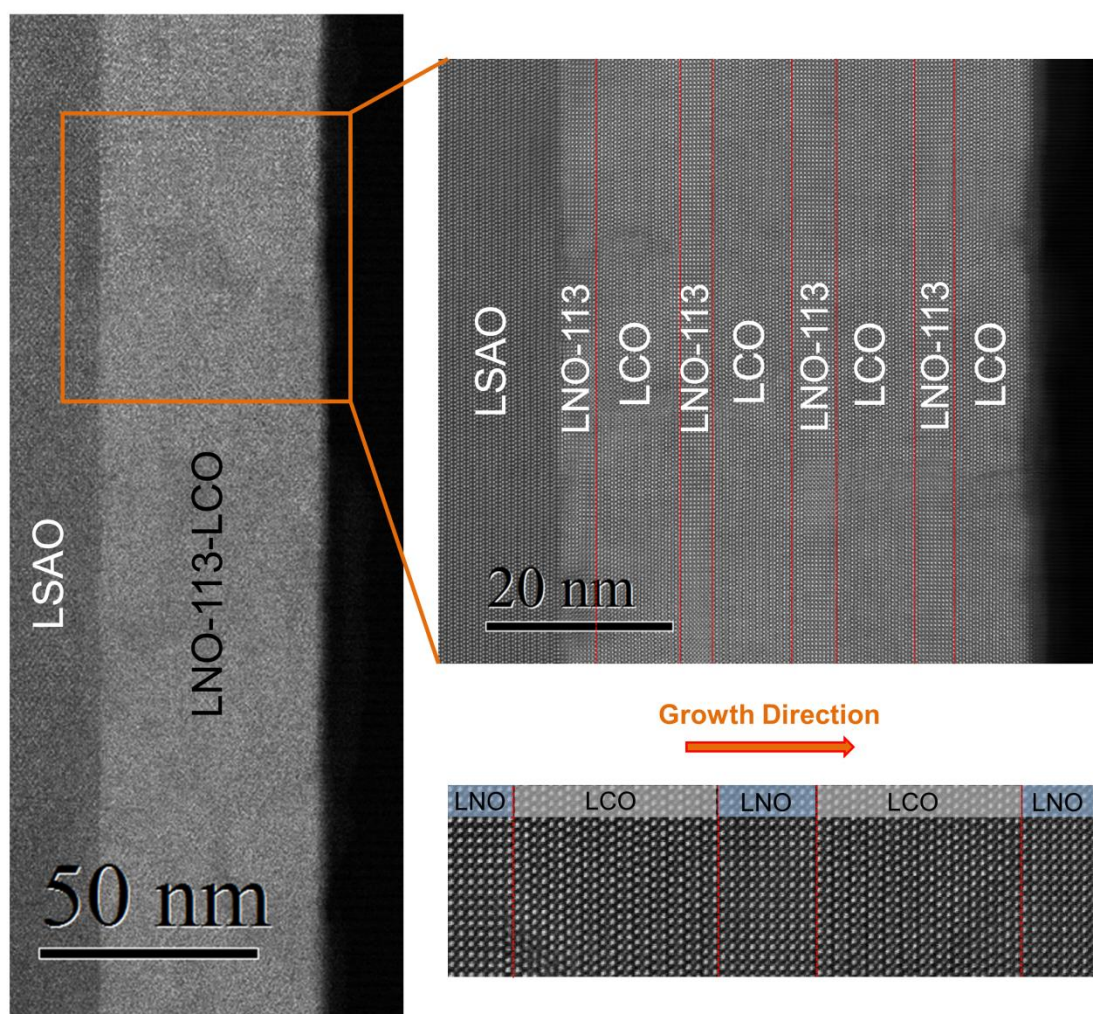 LSAO
LNO-113-LCO
50 nm
LSAO
LNO-113
LCO
LNO-113
LCO
LNO-113
LCO
LNO-113
LCO
20 nm
Growth Direction
LNO
LCO
LNO
LCO
LNO